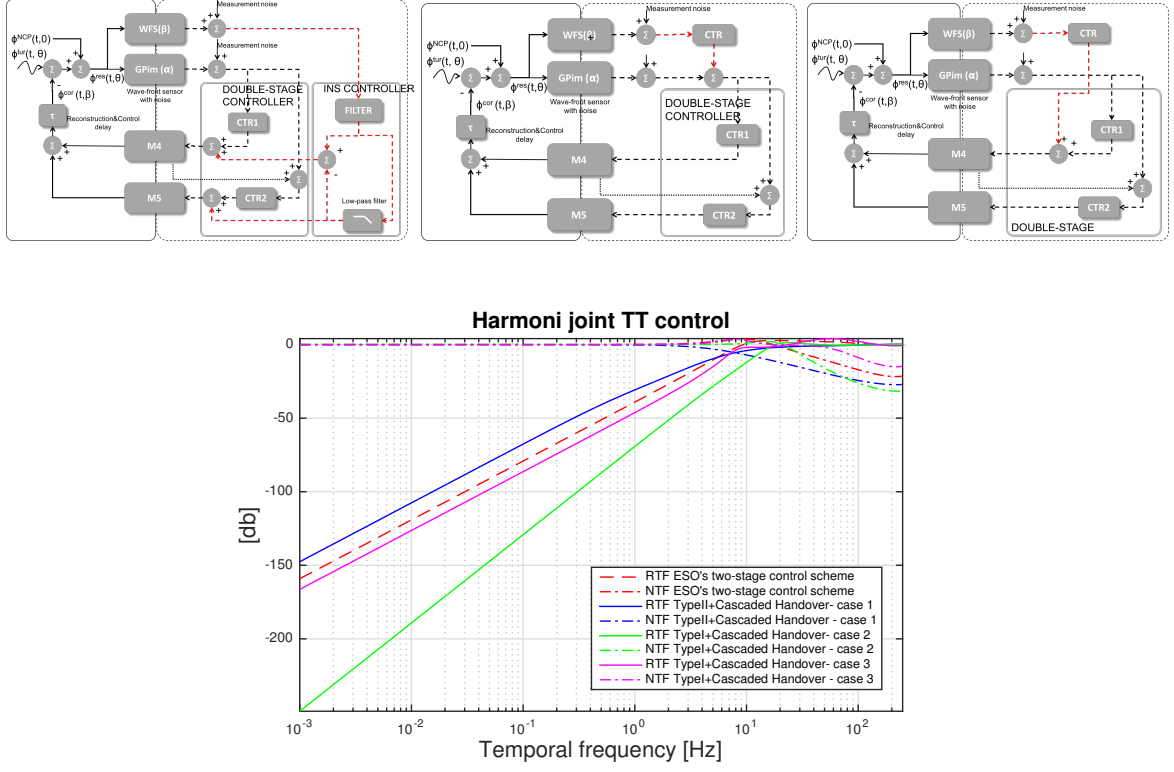 Measurement noise
WFS(β)
Σ
ϕNCP(t,0)
Measurement noise
ϕtur(t, θ)
Σ
Σ
GPim (α)
Σ
ϕres(t,θ)
Wave-front sensor
with noise
DOUBLE-STAGE
CONTROLLER
INS CONTROLLER
ϕcor (t,β)
τ
Reconstruction&Control
delay
CTR1
FILTER
Σ
M4
Σ
Σ
Σ
M5
Σ
CTR2
Low-pass filter
Measurement noise
WFS(β)
Σ
CTR
ϕNCP(t,0)
ϕtur(t, θ)
Σ
Σ
GPim (α)
Σ
Σ
ϕres(t,θ)
Wave-front sensor
with noise
ϕcor (t,β)
τ
Reconstruction&Control
delay
DOUBLE-STAGE
CONTROLLER
CTR1
Σ
M4
Σ
M5
CTR2
Measurement noise
WFS(β)
Σ
CTR
ϕNCP(t,0)
ϕtur(t, θ)
Σ
Σ
GPim (α)
Σ
ϕres(t,θ)
Wave-front sensor
with noise
ϕcor (t,β)
τ
Reconstruction&Control
delay
CTR1
Σ
M4
Σ
Σ
M5
CTR2
DOUBLE-STAGE
Harmoni joint TT control
0
-50
-100
-150
-200
[db]
RTF ESO's two-stage control scheme
NTF ESO's two-stage control scheme
RTF TypeII+Cascaded Handover- case 1
NTF TypeII+Cascaded Handover - case 1
RTF TypeI+Cascaded Handover- case 2
NTF TypeI+Cascaded Handover - case 2
RTF TypeI+Cascaded Handover- case 3
NTF TypeI+Cascaded Handover - case 3
10-3 10-2 10-1 100 101 102
Temporal frequency [Hz]